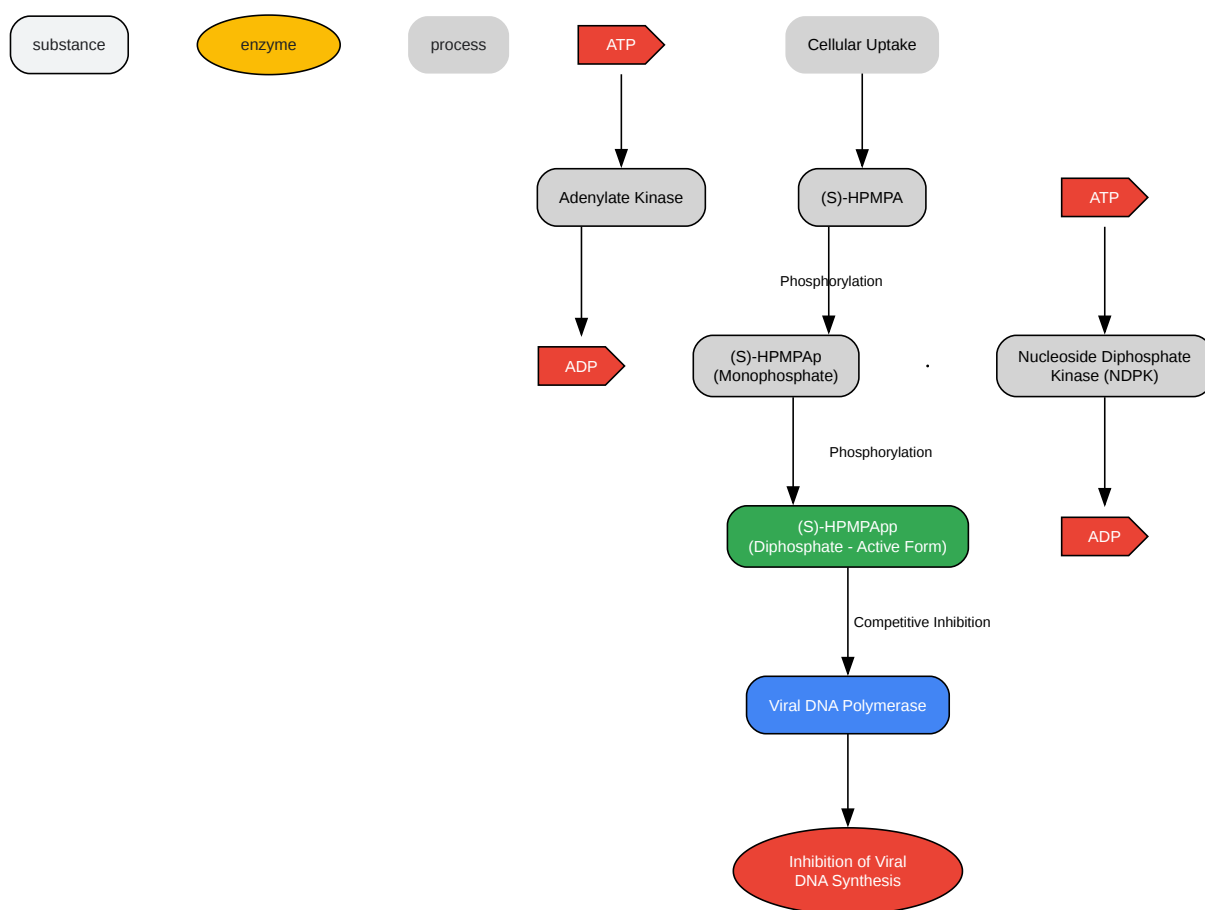 substance
enzyme
process
ATP
Cellular Uptake
Adenylate Kinase
(S)-HPMPA
ATP
Phosphorylation
ADP
(S)-HPMPAp
(Monophosphate)
Nucleoside Diphosphate
Kinase (NDPK)
Phosphorylation
(S)-HPMPApp
(Diphosphate - Active Form)
ADP
Competitive Inhibition
Viral DNA Polymerase
Inhibition of Viral
DNA Synthesis